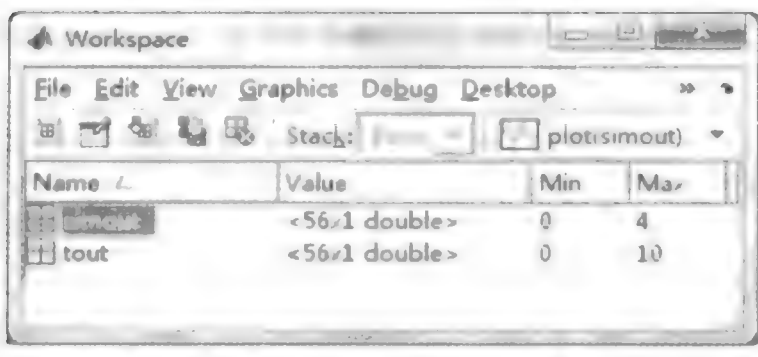 Workspace
File Edit View Graphics Debug Desktop »
Stack: plot(simout)
Name Value Min Max
simout <56x1 double> 0 4
tout <56x1 double> 0 10